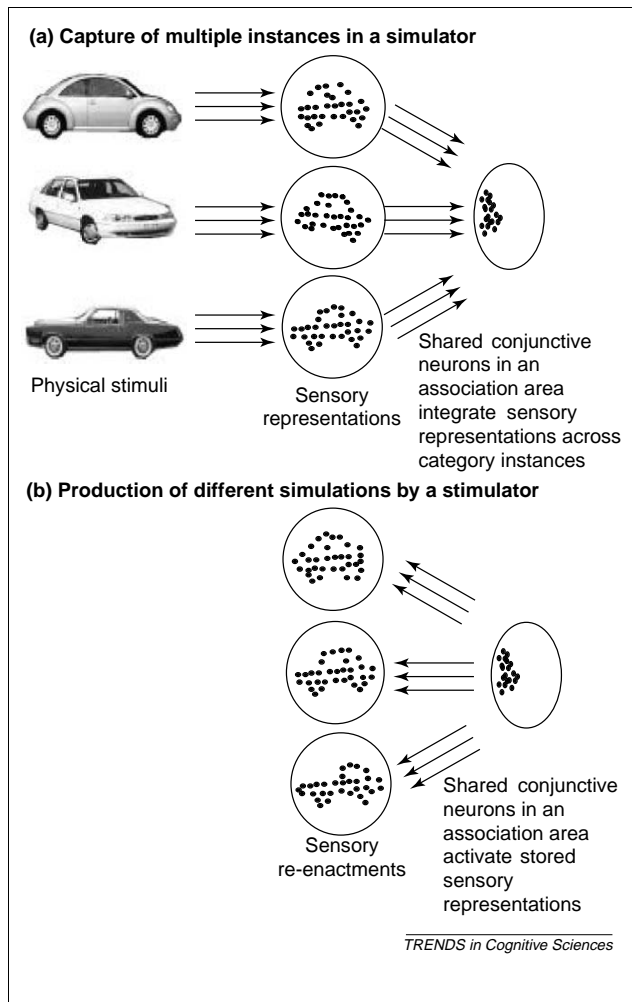 (a) Capture of multiple instances in a simulator
Physical stimuli
Sensory
representations
Shared conjunctive
neurons in an
association area
integrate sensory
representations across
category instances
(b) Production of different simulations by a stimulator
Sensory
re-enactments
Shared conjunctive
neurons in an
association area
activate stored
sensory
representations
TRENDS in Cognitive Sciences